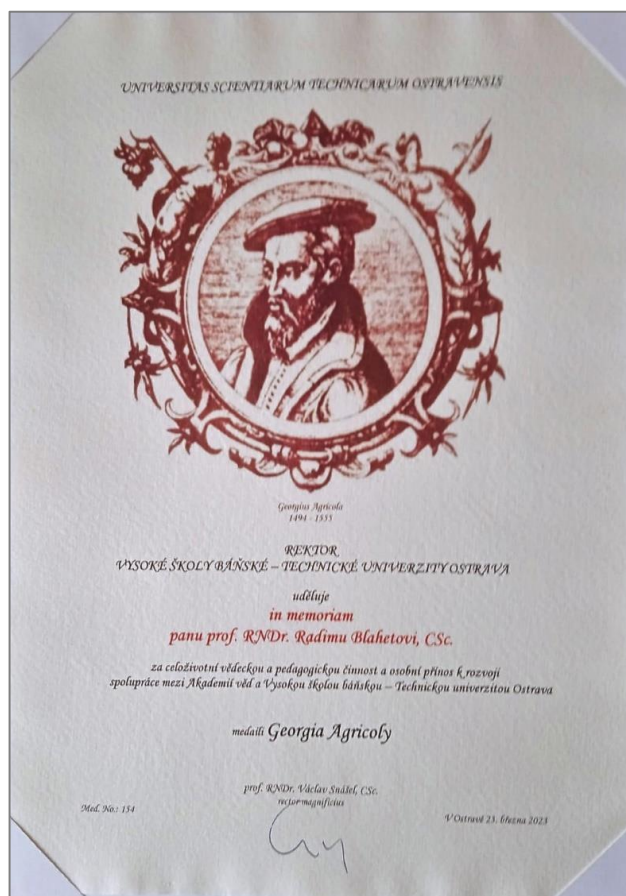 UNIVERSITAS SCIENTIARUM TECHNICARUM OSTRAVENSIS
Georgius Agricola
1494 - 1555
REKTOR
VYSOKÉ ŠKOLY BÁŇSKÉ – TECHNICKÉ UNIVERZITY OSTRAVA
uděluje
in memoriam
panu prof. RNDr. Radimu Blahetovi, CSc.
za celoživotní vědeckou a pedagogickou činnost a osobní přínos k rozvoji
spolupráce mezi Akademií věd a Vysokou školou báňskou – Technickou univerzitou Ostrava
medaili Georgia Agricoly
prof. RNDr. Václav Snášel, CSc.
rector magnificus
Med. No.: 154
V Ostravě 23. března 2023